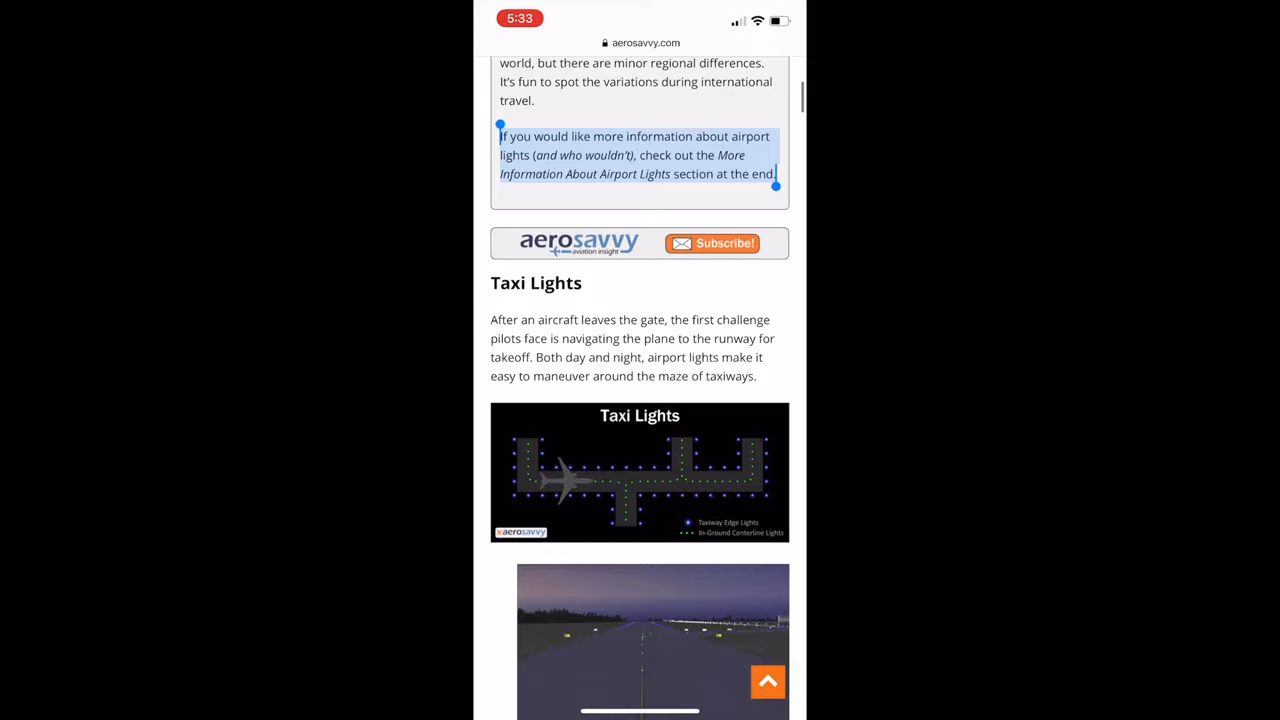 5:33
aerosavvy.com
world, but there are minor regional differences.
It's fun to spot the variations during international
travel.
If you would like more information about airport
lights (and who wouldn't), check out the More
Information About Airport Lights section at the end.
aerosavvy
aviation insight
Subscribe!
Taxi Lights
After an aircraft leaves the gate, the first challenge
pilots face is navigating the plane to the runway for
takeoff. Both day and night, airport lights make it
easy to maneuver around the maze of taxiways.
Taxi Lights
Taxiway Edge Lights
In-Ground Centerline Lights
aerosavvy